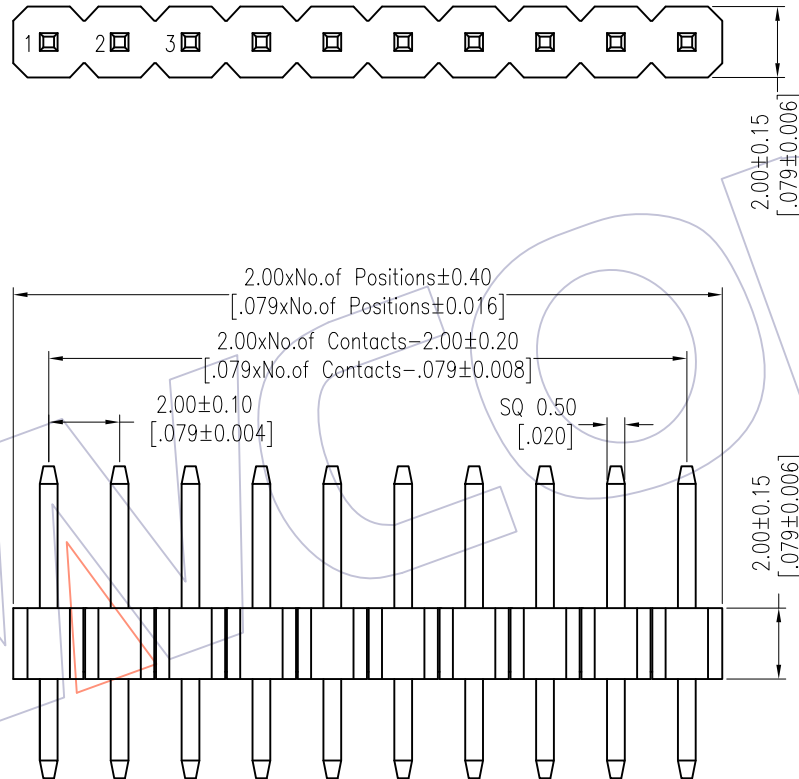 1 2 3
2.00±0.15
[.079±0.006]
2.00xNo.of Positions±0.40
[.079xNo.of Positions±0.016]
2.00xNo.of Contacts-2.00±0.20
[.079xNo.of Contacts-.079±0.008]
2.00±0.10
[.079±0.004]
SQ 0.50
[.020]
2.00±0.15
[.079±0.006]
WCO